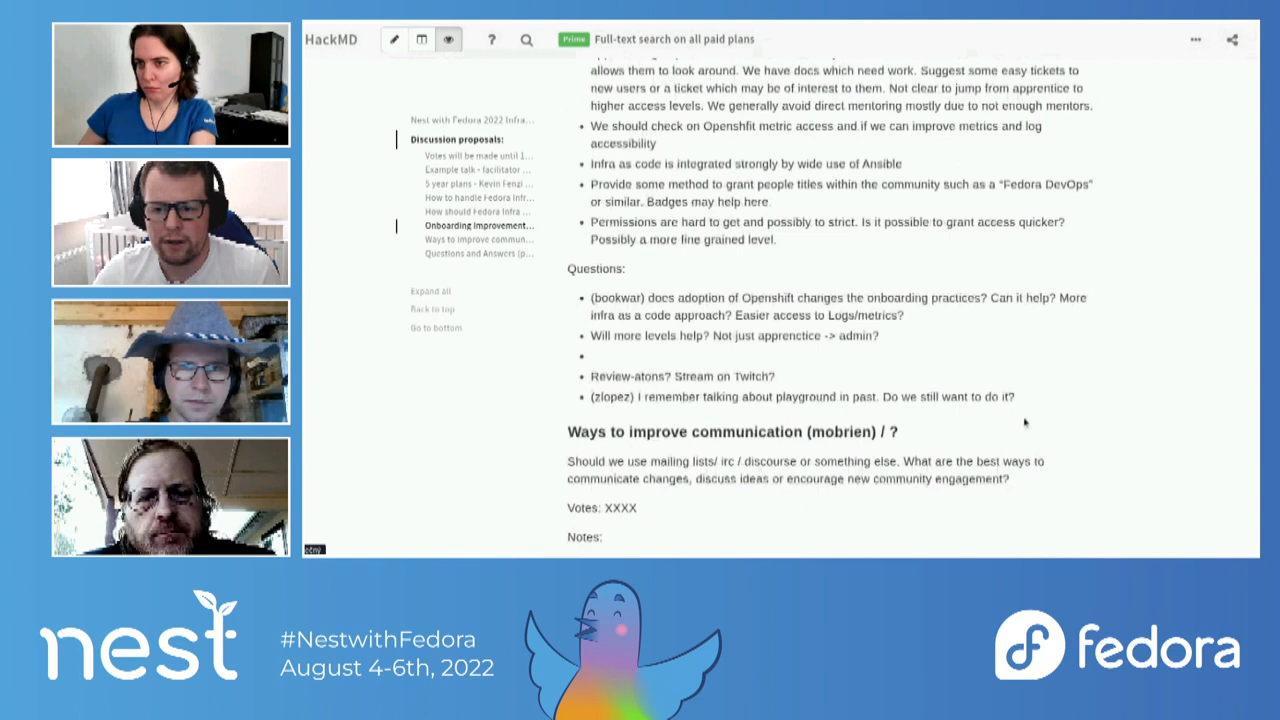 HackMD
Prime Full-text search on all paid plans
Nest with Fedora 2022 Infra...
Discussion proposals:
Votes will be made until 1...
Example talk - facilitator ...
5 year plans - Kevin Fenzi ...
How to handle Fedora Infr...
How should Fedora Infra ...
Onboarding Improvement...
Ways to improve commun...
Questions and Answers (p...
Expand all
Back to top
Go to bottom
allows them to look around. We have docs which need work. Suggest some easy tickets to
new users or a ticket which may be of interest to them. Not clear to jump from apprentice to
higher access levels. We generally avoid direct mentoring mostly due to not enough mentors.
• We should check on Openshfit metric access and if we can improve metrics and log
accessibility
• Infra as code is integrated strongly by wide use of Ansible
• Provide some method to grant people titles within the community such as a "Fedora DevOps"
or similar. Badges may help here
• Permissions are hard to get and possibly to strict. Is it possible to grant access quicker?
Possibly a more fine grained level.
Questions:
• (bookwar) does adoption of Openshift changes the onboarding practices? Can it help? More
infra as a code approach? Easier access to Logs/metrics?
• Will more levels help? Not just apprenctice -> admin?
•
• Review-atons? Stream on Twitch?
• (zlopez) I remember talking about playground in past. Do we still want to do it?
Ways to improve communication (mobrien) / ?
Should we use mailing lists/ irc / discourse or something else. What are the best ways to
communicate changes, discuss ideas or encourage new community engagement?
Votes: XXXX
Notes:
nest
#NestwithFedora
August 4-6th, 2022
fedora